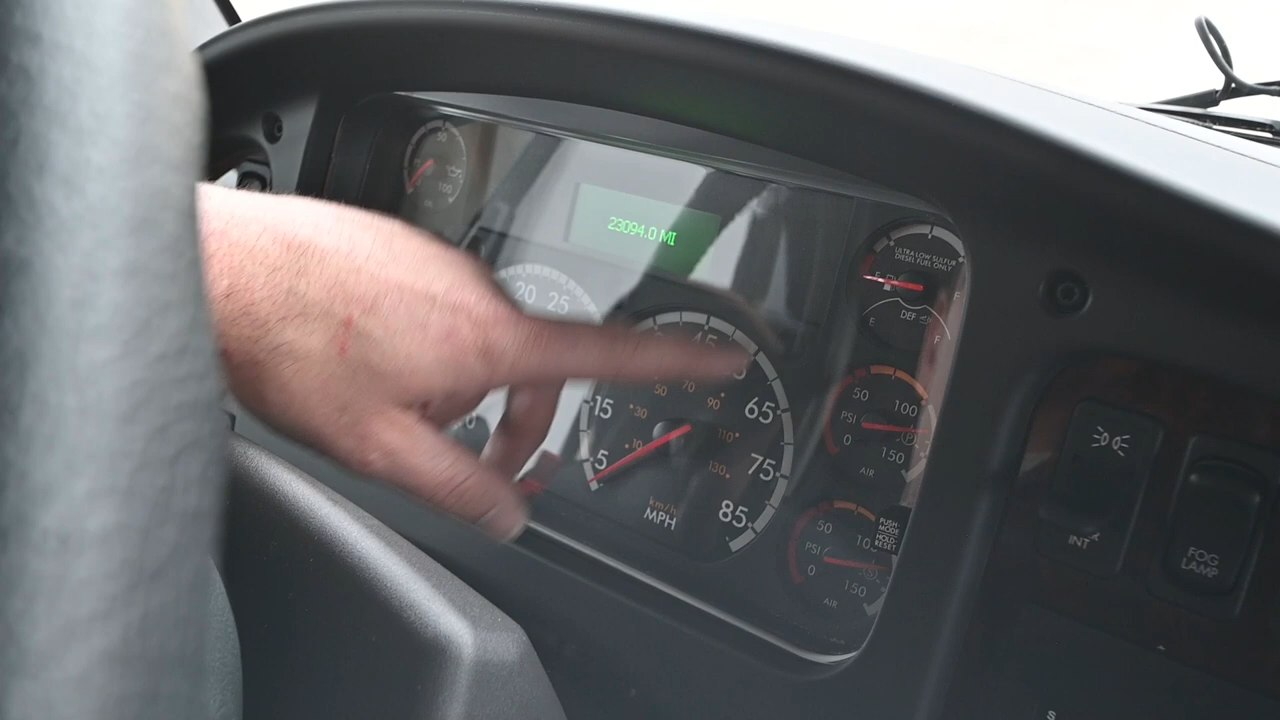 50
100
23094.0 MI
20 25
15
5
45
65
75
85
10
30
50
70
90
110
130
km/h
MPH
ULTRA LOW SULFUR
DIESEL FUEL ONLY
E
F
DEF
E
F
50
100
PSI
0
150
(P)
AIR
50
PSI
0
150
(S)
AIR
PUSH-
MODE
HOLD-
RESET
INT
FOG
LAMP